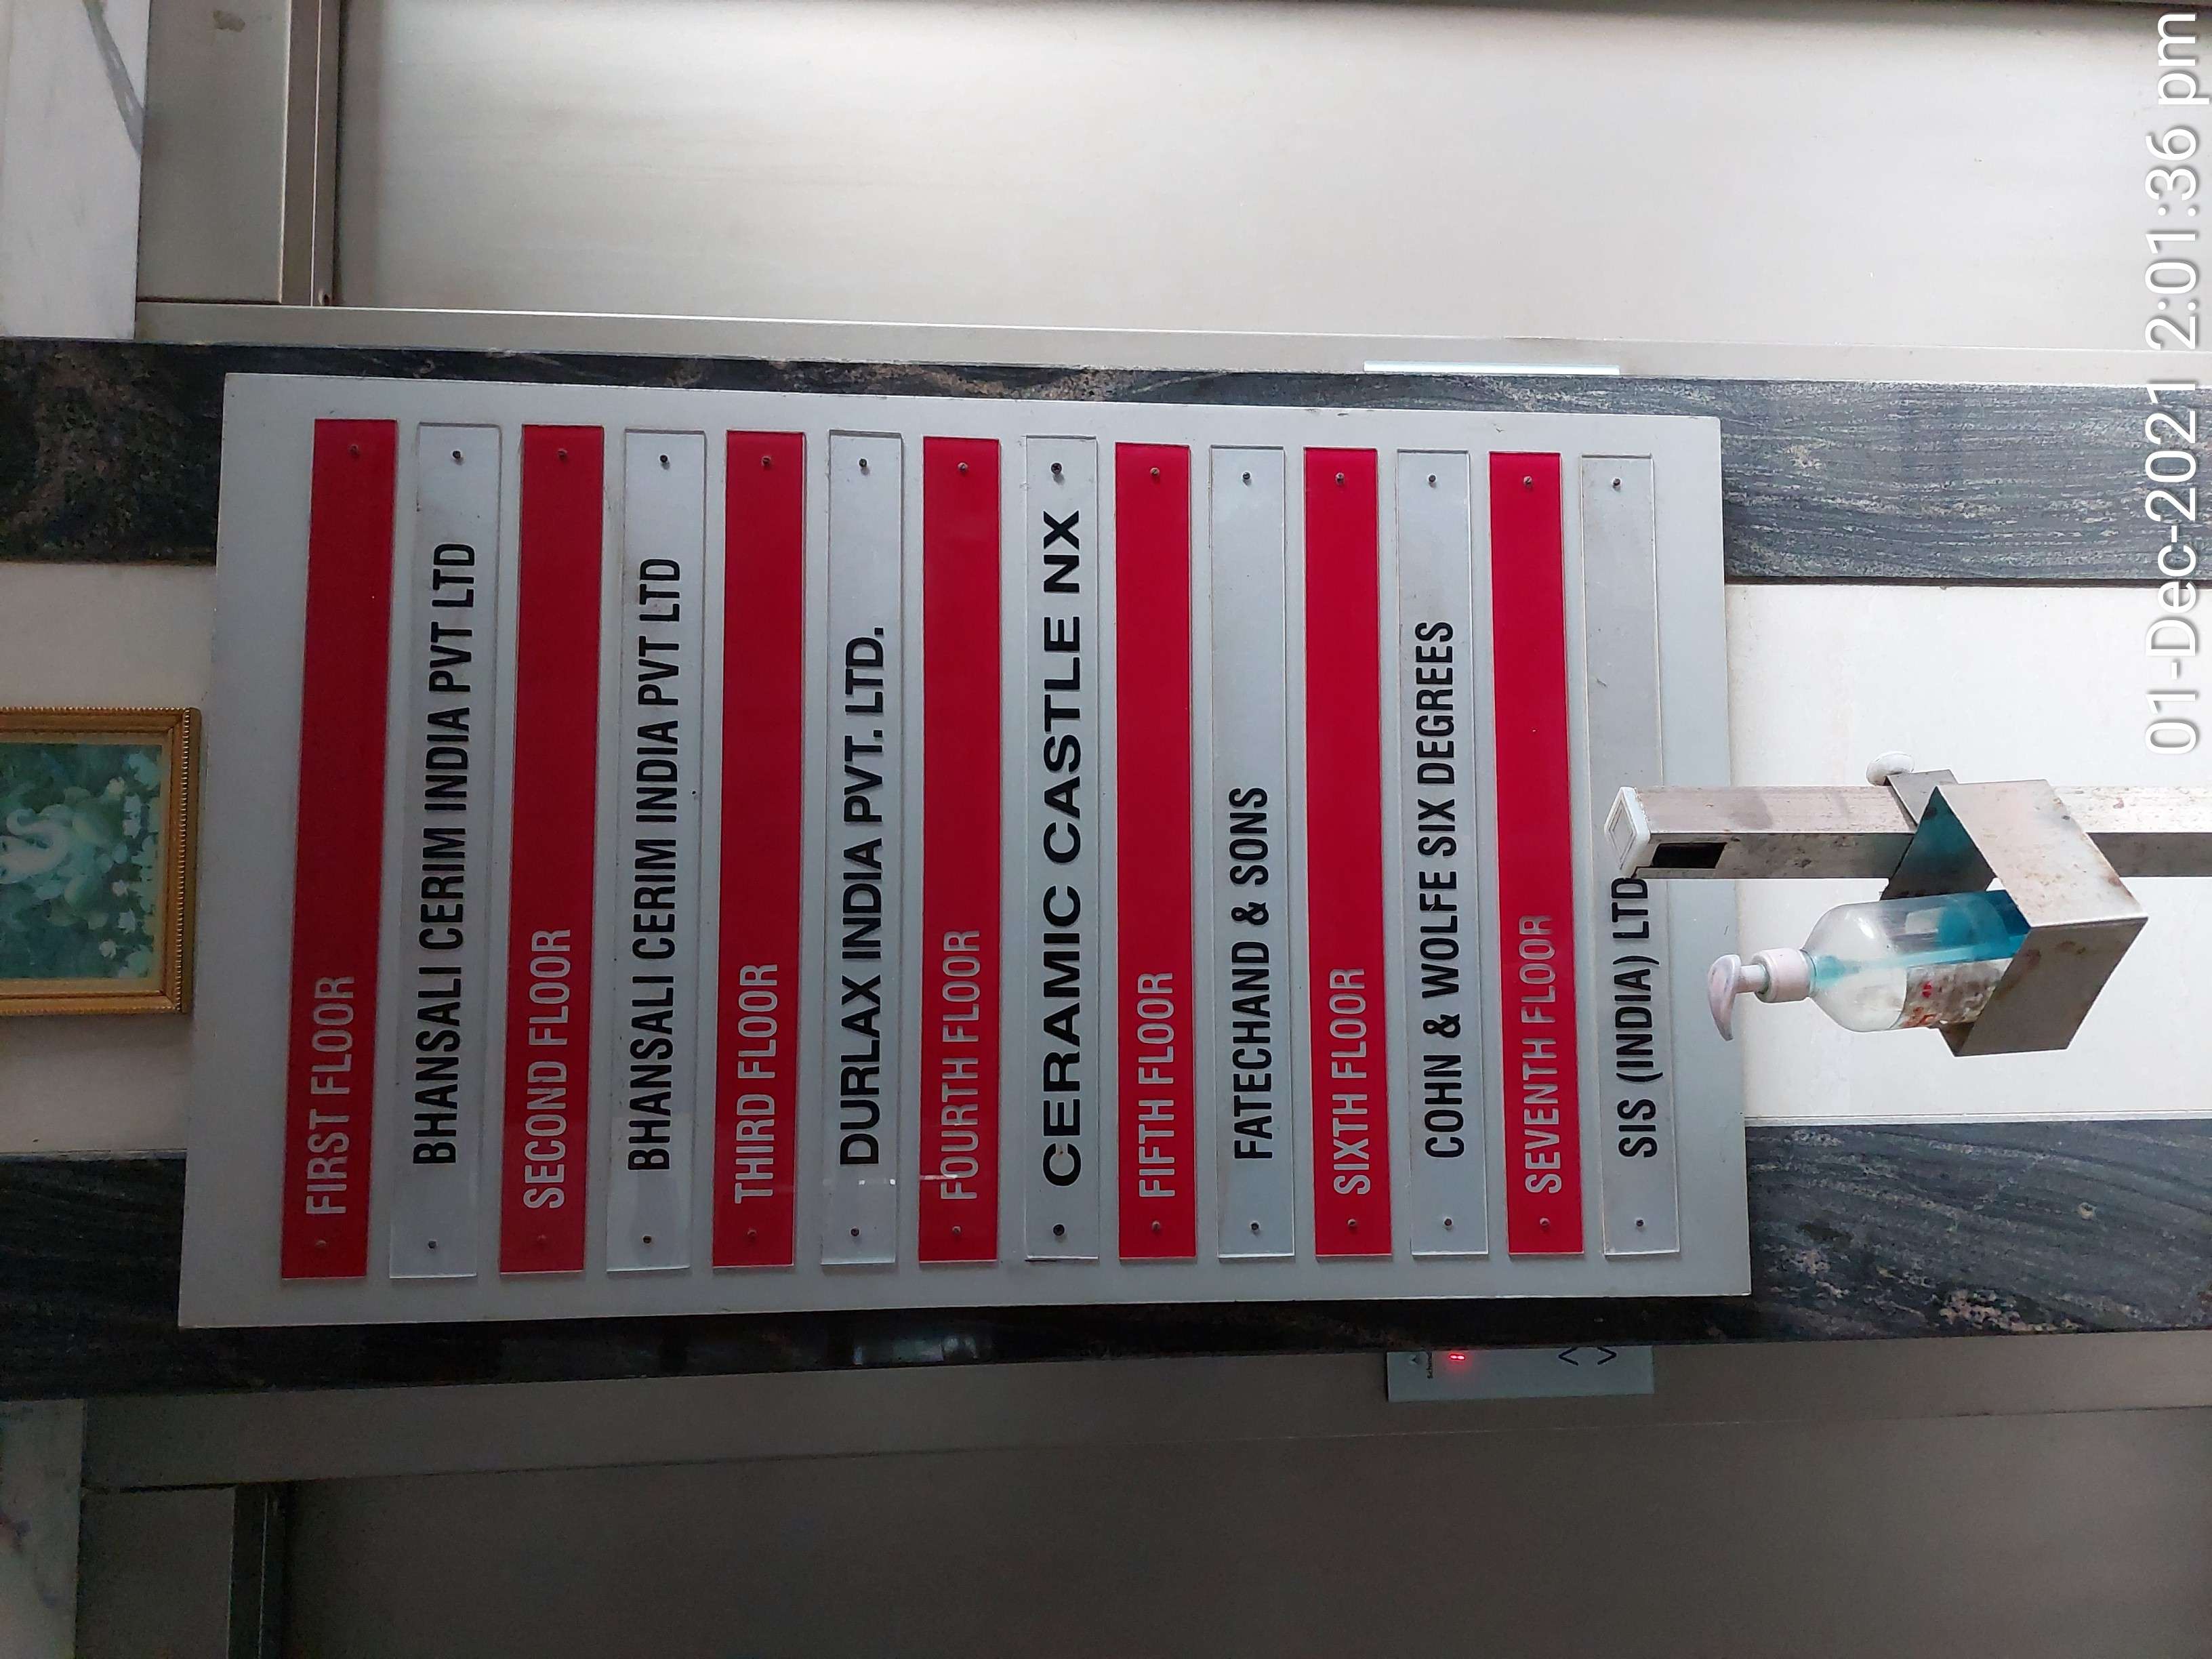 FIRST FLOOR
BHANSALI CERIM INDIA PVT LTD
SECOND FLOOR
BHANSALI CERIM INDIA PVT LTD
THIRD FLOOR
DURLAX INDIA PVT. LTD.
FOURTH FLOOR
CERAMIC CASTLE NX
FIFTH FLOOR
FATECHAND & SONS
SIXTH FLOOR
COHN & WOLFE SIX DEGREES
SEVENTH FLOOR
SIS (INDIA) LTD
01-Dec-2021 2:01:36 pm